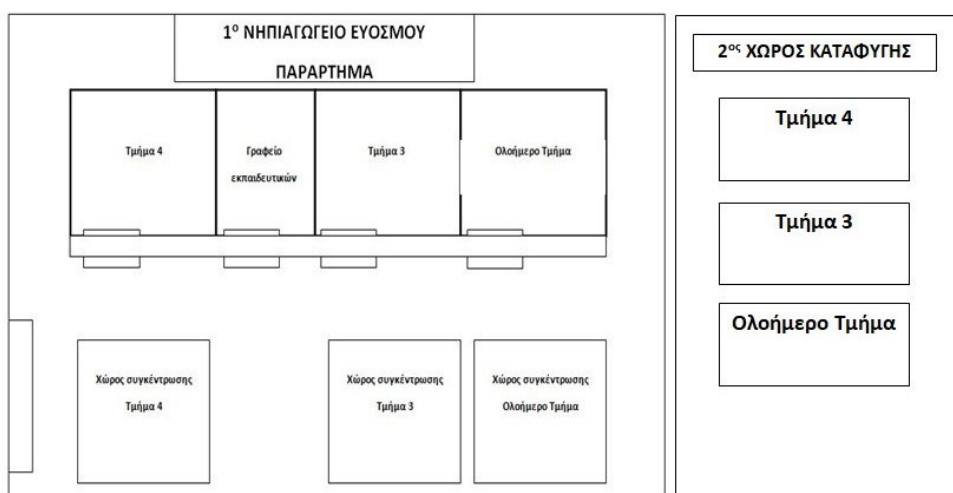 1ο ΝΗΠΙΑΓΩΓΕΙΟ ΕΥΟΣΜΟΥ
ΠΑΡΑΡΤΗΜΑ
Τμήμα 4
Γραφείο
εκπαιδευτικών
Τμήμα 3
Ολοήμερο Τμήμα
Χώρος συγκέντρωσης
Τμήμα 4
Χώρος συγκέντρωσης
Τμήμα 3
Χώρος συγκέντρωσης
Ολοήμερο Τμήμα
2ος ΧΩΡΟΣ ΚΑΤΑΦΥΓΗΣ
Τμήμα 4
Τμήμα 3
Ολοήμερο Τμήμα